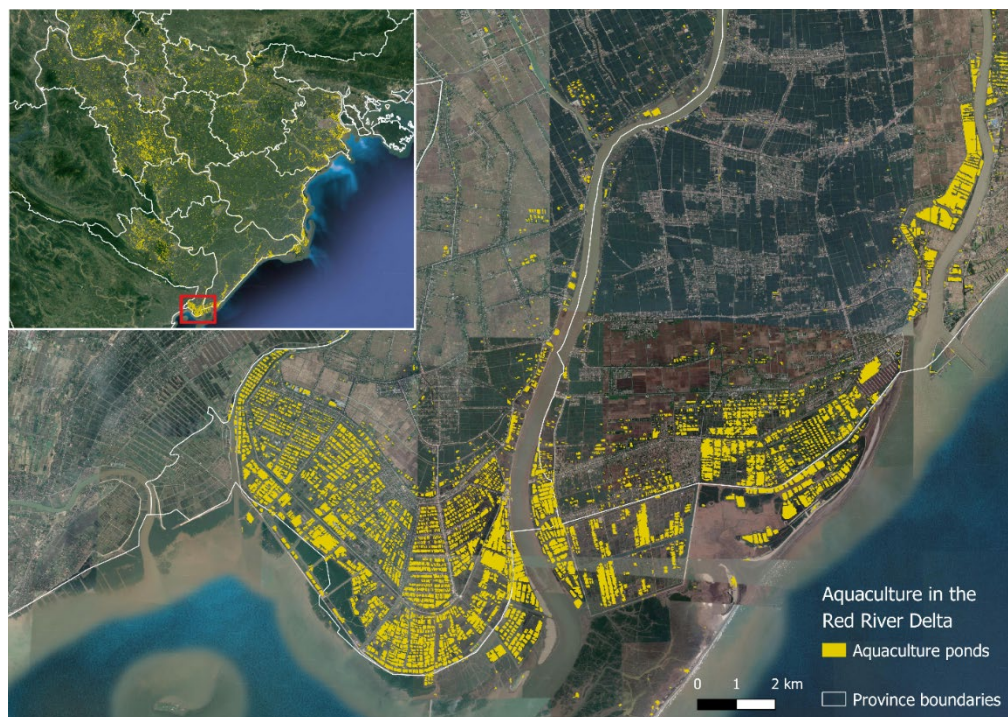 Aquaculture in the
Red River Delta
Aquaculture ponds
0 1 2 km
Province boundaries